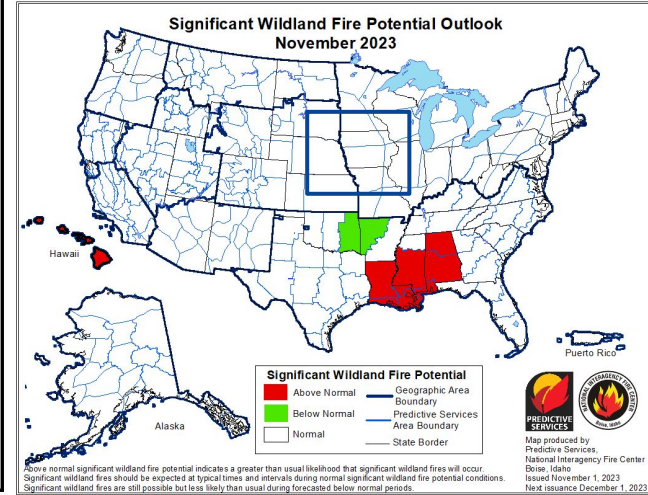 Significant Wildland Fire Potential Outlook
November 2023
Hawaii
Alaska
Puerto Rico
Significant Wildland Fire Potential
Above Normal
Below Normal
Normal
Geographic Area
Boundary
Predictive Services
Area Boundary
State Border
PREDICTIVE
SERVICES
NATIONAL INTERAGENCY FIRE CENTER
Boise, Idaho
Map produced by
Predictive Services,
National Interagency Fire Center
Boise, Idaho
Issued November 1, 2023
Next issuance December 1, 2023
Above normal significant wildland fire potential indicates a greater than usual likelihood that significant wildland fires will occur.
Significant wildland fires should be expected at typical times and intervals during normal significant wildland fire potential conditions.
Significant wildland fires are still possible but less likely than usual during forecasted below normal periods.